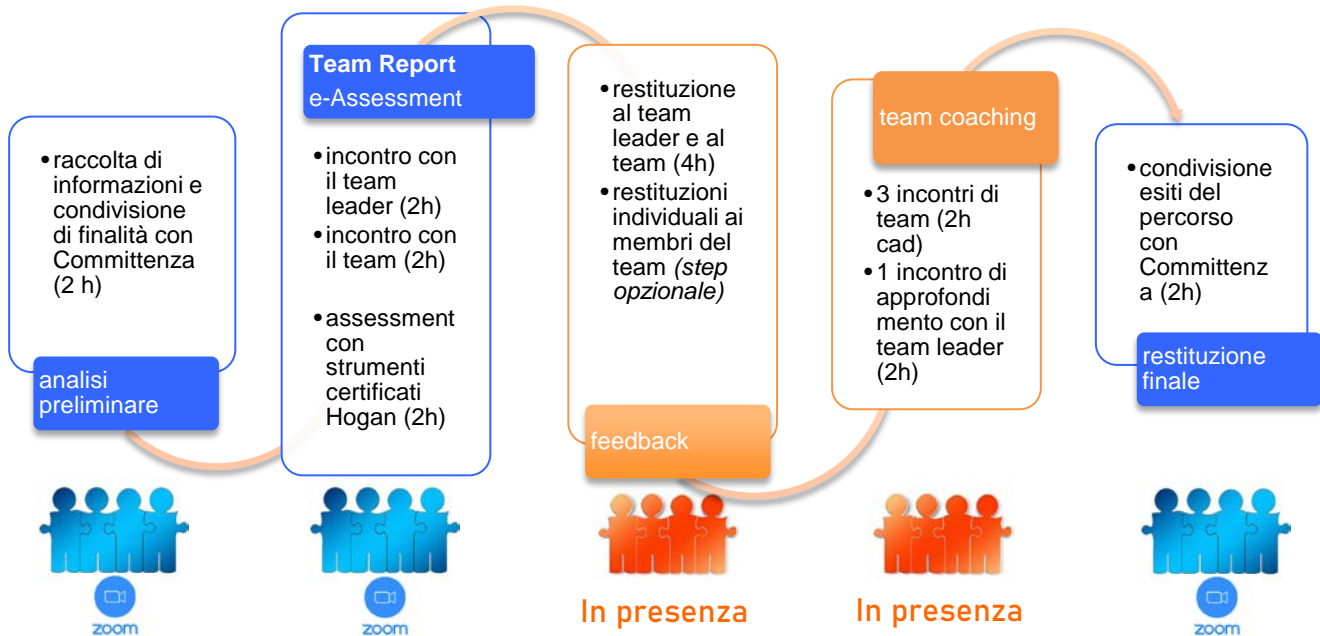 • raccolta di
informazioni e
condivisione
di finalità con
Committenza
(2 h)
analisi
preliminare
Team Report
e-Assessment
• incontro con
il team
leader (2h)
• incontro con
il team (2h)
• assessment
con
strumenti
certificati
Hogan (2h)
• restituzione
al team
leader e al
team (4h)
• restituzioni
individuali ai
membri del
team (step
opzionale)
feedback
team coaching
• 3 incontri di
team (2h
cad)
• 1 incontro di
approfondi
mento con il
team leader
(2h)
• condivisione
esiti del
percorso
con
Committenz
a (2h)
restituzione
finale
zoom
zoom
In presenza
In presenza
zoom